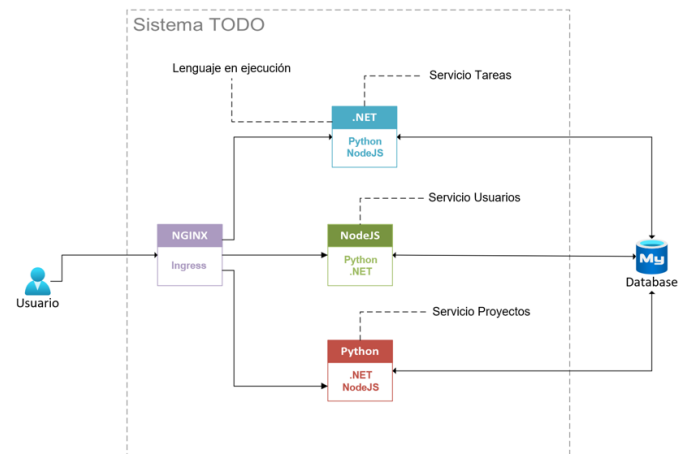 Sistema TODO
Lenguaje en ejecución
Servicio Tareas
.NET
Python
NodeJS
Servicio Usuarios
NGINX
Ingress
NodeJS
Python
.NET
My
Database
Usuario
Servicio Proyectos
Python
.NET
NodeJS